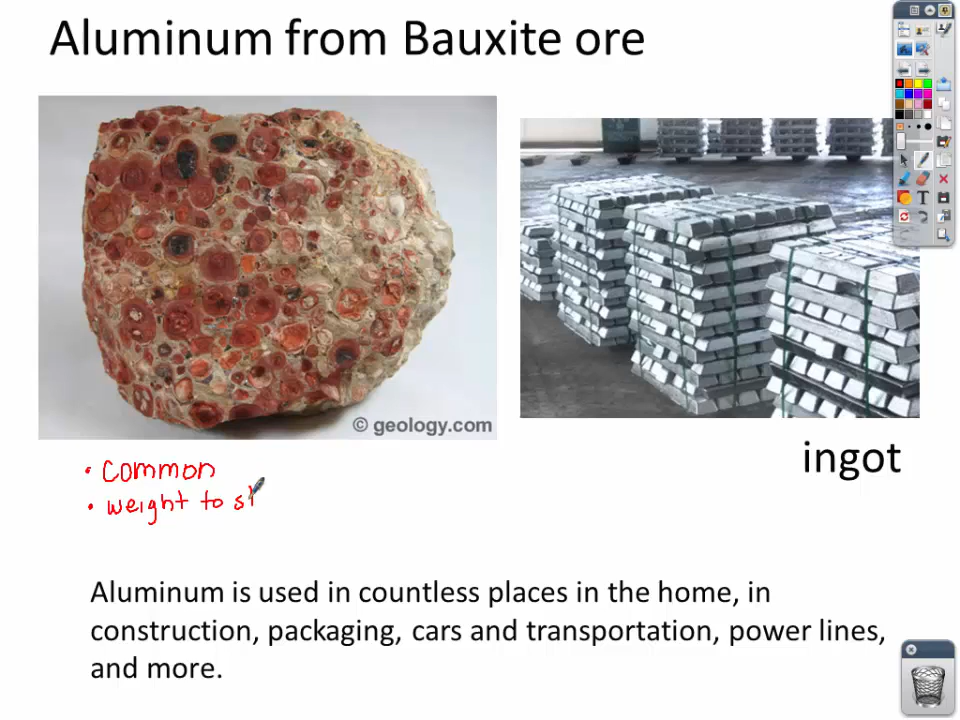 Aluminum from Bauxite ore
© geology.com
ingot
• common
• weight to st
Aluminum is used in countless places in the home, in
construction, packaging, cars and transportation, power lines,
and more.